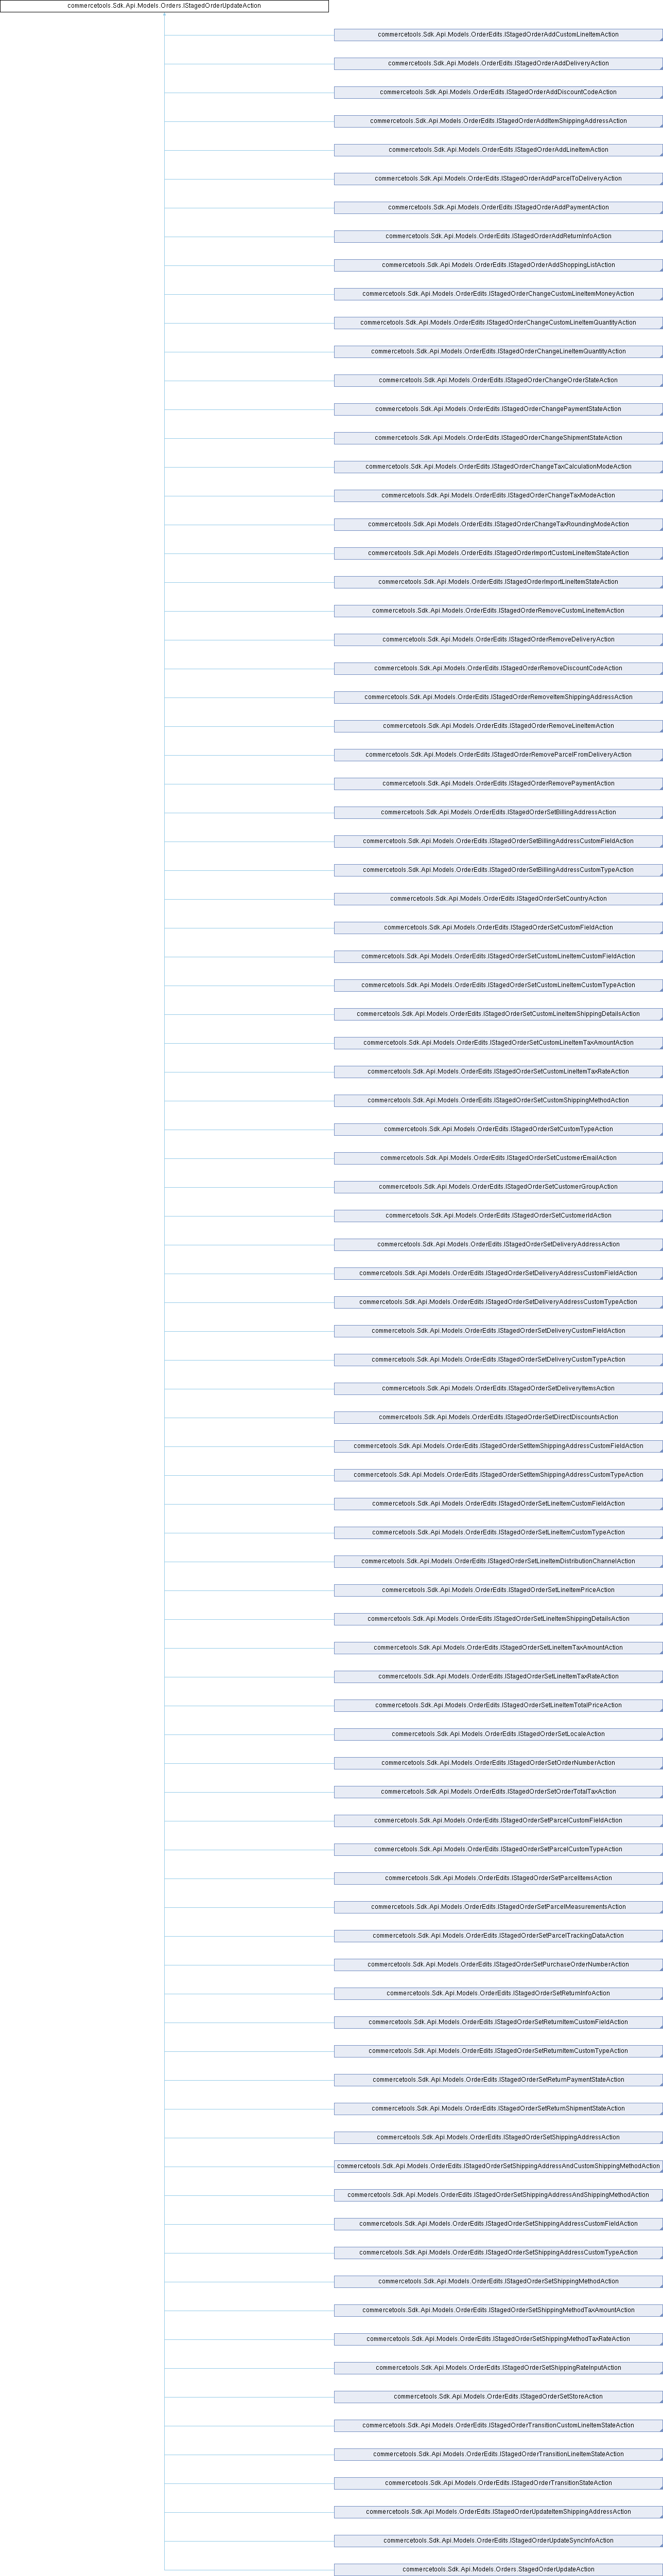 commercetools.Sdk.Api.Models.Orders.IStagedOrderUpdateAction
commercetools.Sdk.Api.Models.OrderEdits.IStagedOrderAddCustomLineItemAction
commercetools.Sdk.Api.Models.OrderEdits.IStagedOrderAddDeliveryAction
commercetools.Sdk.Api.Models.OrderEdits.IStagedOrderAddDiscountCodeAction
commercetools.Sdk.Api.Models.OrderEdits.IStagedOrderAddItemShippingAddressAction
commercetools.Sdk.Api.Models.OrderEdits.IStagedOrderAddLineItemAction
commercetools.Sdk.Api.Models.OrderEdits.IStagedOrderAddParcelToDeliveryAction
commercetools.Sdk.Api.Models.OrderEdits.IStagedOrderAddPaymentAction
commercetools.Sdk.Api.Models.OrderEdits.IStagedOrderAddReturnInfoAction
commercetools.Sdk.Api.Models.OrderEdits.IStagedOrderAddShoppingListAction
commercetools.Sdk.Api.Models.OrderEdits.IStagedOrderChangeCustomLineItemMoneyAction
commercetools.Sdk.Api.Models.OrderEdits.IStagedOrderChangeCustomLineItemQuantityAction
commercetools.Sdk.Api.Models.OrderEdits.IStagedOrderChangeLineItemQuantityAction
commercetools.Sdk.Api.Models.OrderEdits.IStagedOrderChangeOrderStateAction
commercetools.Sdk.Api.Models.OrderEdits.IStagedOrderChangePaymentStateAction
commercetools.Sdk.Api.Models.OrderEdits.IStagedOrderChangeShipmentStateAction
commercetools.Sdk.Api.Models.OrderEdits.IStagedOrderChangeTaxCalculationModeAction
commercetools.Sdk.Api.Models.OrderEdits.IStagedOrderChangeTaxModeAction
commercetools.Sdk.Api.Models.OrderEdits.IStagedOrderChangeTaxRoundingModeAction
commercetools.Sdk.Api.Models.OrderEdits.IStagedOrderImportCustomLineItemStateAction
commercetools.Sdk.Api.Models.OrderEdits.IStagedOrderImportLineItemStateAction
commercetools.Sdk.Api.Models.OrderEdits.IStagedOrderRemoveCustomLineItemAction
commercetools.Sdk.Api.Models.OrderEdits.IStagedOrderRemoveDeliveryAction
commercetools.Sdk.Api.Models.OrderEdits.IStagedOrderRemoveDiscountCodeAction
commercetools.Sdk.Api.Models.OrderEdits.IStagedOrderRemoveItemShippingAddressAction
commercetools.Sdk.Api.Models.OrderEdits.IStagedOrderRemoveLineItemAction
commercetools.Sdk.Api.Models.OrderEdits.IStagedOrderRemoveParcelFromDeliveryAction
commercetools.Sdk.Api.Models.OrderEdits.IStagedOrderRemovePaymentAction
commercetools.Sdk.Api.Models.OrderEdits.IStagedOrderSetBillingAddressAction
commercetools.Sdk.Api.Models.OrderEdits.IStagedOrderSetBillingAddressCustomFieldAction
commercetools.Sdk.Api.Models.OrderEdits.IStagedOrderSetBillingAddressCustomTypeAction
commercetools.Sdk.Api.Models.OrderEdits.IStagedOrderSetCountryAction
commercetools.Sdk.Api.Models.OrderEdits.IStagedOrderSetCustomFieldAction
commercetools.Sdk.Api.Models.OrderEdits.IStagedOrderSetCustomLineItemCustomFieldAction
commercetools.Sdk.Api.Models.OrderEdits.IStagedOrderSetCustomLineItemCustomTypeAction
commercetools.Sdk.Api.Models.OrderEdits.IStagedOrderSetCustomLineItemShippingDetailsAction
commercetools.Sdk.Api.Models.OrderEdits.IStagedOrderSetCustomLineItemTaxAmountAction
commercetools.Sdk.Api.Models.OrderEdits.IStagedOrderSetCustomLineItemTaxRateAction
commercetools.Sdk.Api.Models.OrderEdits.IStagedOrderSetCustomShippingMethodAction
commercetools.Sdk.Api.Models.OrderEdits.IStagedOrderSetCustomTypeAction
commercetools.Sdk.Api.Models.OrderEdits.IStagedOrderSetCustomerEmailAction
commercetools.Sdk.Api.Models.OrderEdits.IStagedOrderSetCustomerGroupAction
commercetools.Sdk.Api.Models.OrderEdits.IStagedOrderSetCustomerIdAction
commercetools.Sdk.Api.Models.OrderEdits.IStagedOrderSetDeliveryAddressAction
commercetools.Sdk.Api.Models.OrderEdits.IStagedOrderSetDeliveryAddressCustomFieldAction
commercetools.Sdk.Api.Models.OrderEdits.IStagedOrderSetDeliveryAddressCustomTypeAction
commercetools.Sdk.Api.Models.OrderEdits.IStagedOrderSetDeliveryCustomFieldAction
commercetools.Sdk.Api.Models.OrderEdits.IStagedOrderSetDeliveryCustomTypeAction
commercetools.Sdk.Api.Models.OrderEdits.IStagedOrderSetDeliveryItemsAction
commercetools.Sdk.Api.Models.OrderEdits.IStagedOrderSetDirectDiscountsAction
commercetools.Sdk.Api.Models.OrderEdits.IStagedOrderSetItemShippingAddressCustomFieldAction
commercetools.Sdk.Api.Models.OrderEdits.IStagedOrderSetItemShippingAddressCustomTypeAction
commercetools.Sdk.Api.Models.OrderEdits.IStagedOrderSetLineItemCustomFieldAction
commercetools.Sdk.Api.Models.OrderEdits.IStagedOrderSetLineItemCustomTypeAction
commercetools.Sdk.Api.Models.OrderEdits.IStagedOrderSetLineItemDistributionChannelAction
commercetools.Sdk.Api.Models.OrderEdits.IStagedOrderSetLineItemPriceAction
commercetools.Sdk.Api.Models.OrderEdits.IStagedOrderSetLineItemShippingDetailsAction
commercetools.Sdk.Api.Models.OrderEdits.IStagedOrderSetLineItemTaxAmountAction
commercetools.Sdk.Api.Models.OrderEdits.IStagedOrderSetLineItemTaxRateAction
commercetools.Sdk.Api.Models.OrderEdits.IStagedOrderSetLineItemTotalPriceAction
commercetools.Sdk.Api.Models.OrderEdits.IStagedOrderSetLocaleAction
commercetools.Sdk.Api.Models.OrderEdits.IStagedOrderSetOrderNumberAction
commercetools.Sdk.Api.Models.OrderEdits.IStagedOrderSetOrderTotalTaxAction
commercetools.Sdk.Api.Models.OrderEdits.IStagedOrderSetParcelCustomFieldAction
commercetools.Sdk.Api.Models.OrderEdits.IStagedOrderSetParcelCustomTypeAction
commercetools.Sdk.Api.Models.OrderEdits.IStagedOrderSetParcelItemsAction
commercetools.Sdk.Api.Models.OrderEdits.IStagedOrderSetParcelMeasurementsAction
commercetools.Sdk.Api.Models.OrderEdits.IStagedOrderSetParcelTrackingDataAction
commercetools.Sdk.Api.Models.OrderEdits.IStagedOrderSetPurchaseOrderNumberAction
commercetools.Sdk.Api.Models.OrderEdits.IStagedOrderSetReturnInfoAction
commercetools.Sdk.Api.Models.OrderEdits.IStagedOrderSetReturnItemCustomFieldAction
commercetools.Sdk.Api.Models.OrderEdits.IStagedOrderSetReturnItemCustomTypeAction
commercetools.Sdk.Api.Models.OrderEdits.IStagedOrderSetReturnPaymentStateAction
commercetools.Sdk.Api.Models.OrderEdits.IStagedOrderSetReturnShipmentStateAction
commercetools.Sdk.Api.Models.OrderEdits.IStagedOrderSetShippingAddressAction
commercetools.Sdk.Api.Models.OrderEdits.IStagedOrderSetShippingAddressAndCustomShippingMethodAction
commercetools.Sdk.Api.Models.OrderEdits.IStagedOrderSetShippingAddressAndShippingMethodAction
commercetools.Sdk.Api.Models.OrderEdits.IStagedOrderSetShippingAddressCustomFieldAction
commercetools.Sdk.Api.Models.OrderEdits.IStagedOrderSetShippingAddressCustomTypeAction
commercetools.Sdk.Api.Models.OrderEdits.IStagedOrderSetShippingMethodAction
commercetools.Sdk.Api.Models.OrderEdits.IStagedOrderSetShippingMethodTaxAmountAction
commercetools.Sdk.Api.Models.OrderEdits.IStagedOrderSetShippingMethodTaxRateAction
commercetools.Sdk.Api.Models.OrderEdits.IStagedOrderSetShippingRateInputAction
commercetools.Sdk.Api.Models.OrderEdits.IStagedOrderSetStoreAction
commercetools.Sdk.Api.Models.OrderEdits.IStagedOrderTransitionCustomLineItemStateAction
commercetools.Sdk.Api.Models.OrderEdits.IStagedOrderTransitionLineItemStateAction
commercetools.Sdk.Api.Models.OrderEdits.IStagedOrderTransitionStateAction
commercetools.Sdk.Api.Models.OrderEdits.IStagedOrderUpdateItemShippingAddressAction
commercetools.Sdk.Api.Models.OrderEdits.IStagedOrderUpdateSyncInfoAction
commercetools.Sdk.Api.Models.Orders.StagedOrderUpdateAction